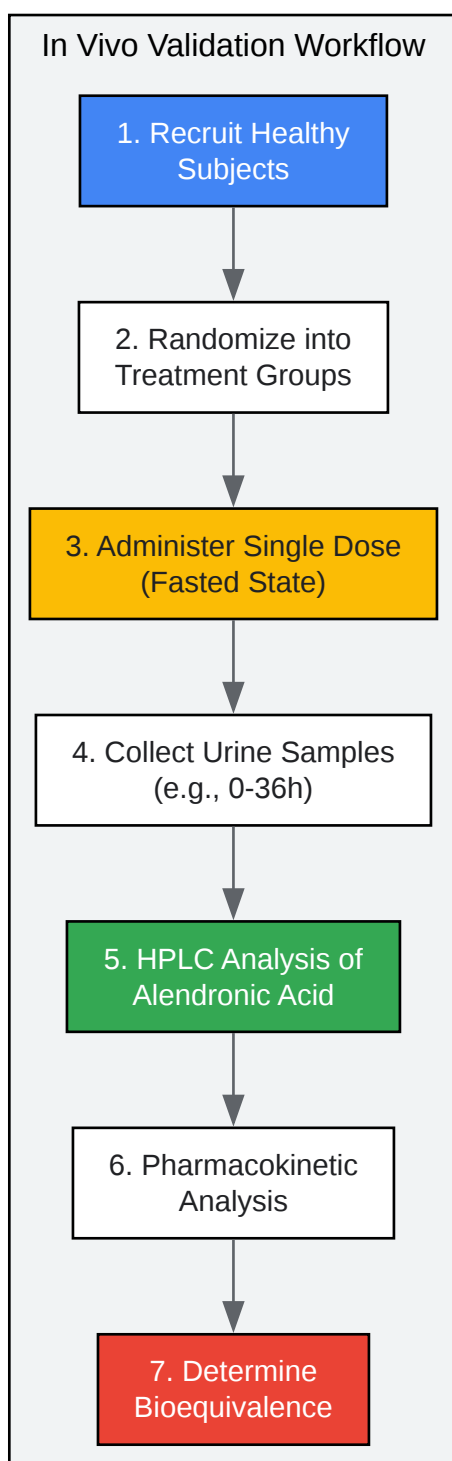 In Vivo Validation Workflow
1. Recruit Healthy
Subjects
2. Randomize into
Treatment Groups
3. Administer Single Dose
(Fasted State)
4. Collect Urine Samples
(e.g., 0-36h)
5. HPLC Analysis of
Alendronic Acid
6. Pharmacokinetic
Analysis
7. Determine
Bioequivalence